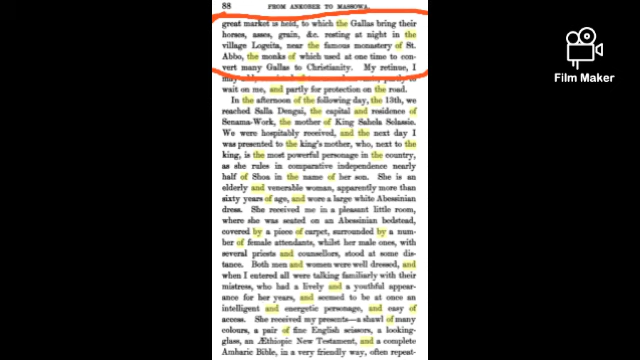 88 FROM ANKOBER TO MASSOWA.
great market is held, to which the Gallas bring their
horses, asses, grain, &c. resting at night in the
village Logeita, near the famous monastery of St.
Abbo, the monks of which used at one time to con-
vert many Gallas to Christianity. My retinue, I
may
wait on me, and partly for protection on the road.
In the afternoon of the following day, the 13th, we
reached Salla Dengai, the capital and residence of
Senama-Work, the mother of King Sahela Selassie.
We were hospitably received, and the next day I
was presented to the king's mother, who, next to the
king, is the most powerful personage in the country,
as she rules in comparative independence nearly
half of Shoa in the name of her son. She is an
elderly and venerable woman, apparently more than
sixty years of age, and wore a large white Abessinian
dress. She received me in a pleasant little room,
where she was seated on an Abessinian bedstead,
covered by a piece of carpet, surrounded by a num-
ber of female attendants, whilst her male ones, with
several priests and counsellors, stood at some dis-
tance. Both men and women were well dressed, and
when I entered all were talking familiarly with their
mistress, who had a lively and a youthful appear-
ance for her years, and seemed to be at once an
intelligent and energetic personage, and easy of
access. She received my presents—a shawl of many
colours, a pair of fine English scissors, a looking-
glass, an Æthiopic New Testament, and a complete
Amharic Bible, in a very friendly way, often repeat-
Film Maker